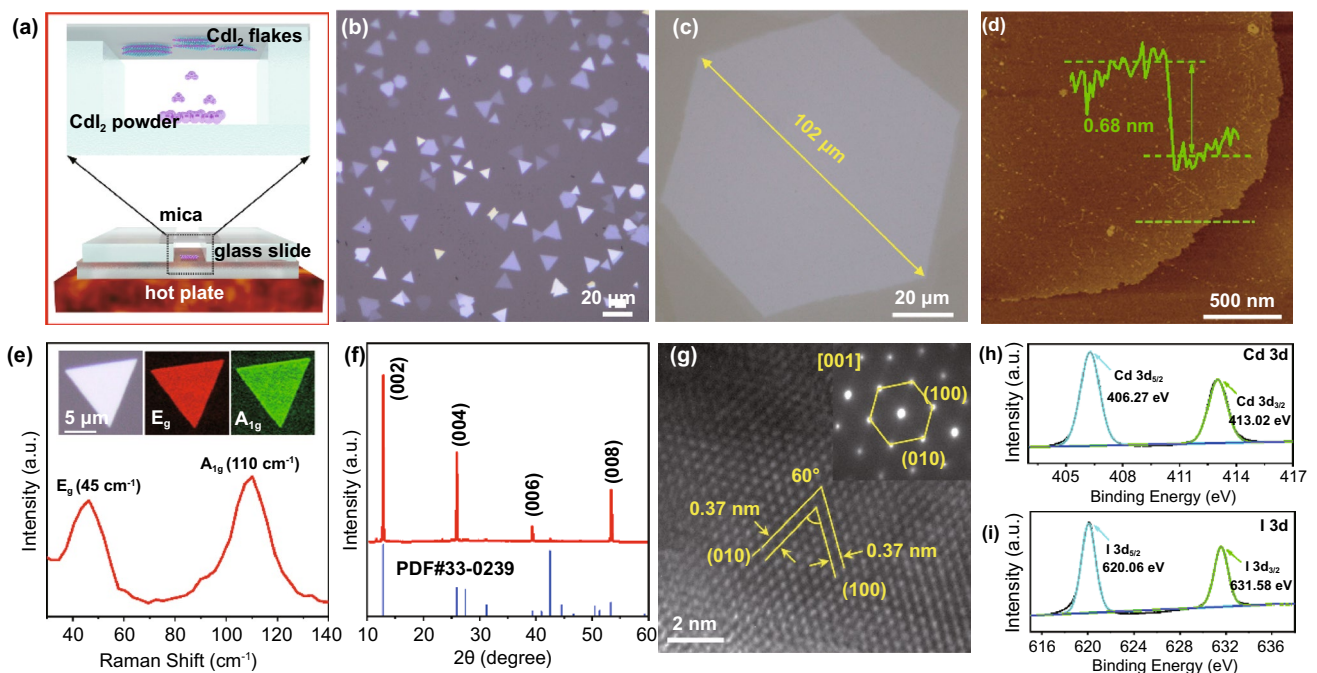 (a)
CdI₂ flakes
CdI₂ powder
mica
glass slide
hot plate
(b)
20 μm
(c)
102 μm
20 μm
(d)
0.68 nm
500 nm
(e)
5 μm
E_g
A_1g
E_g (45 cm⁻¹)
A_1g (110 cm⁻¹)
Intensity (a.u.)
30 60 80 100 120 140
Raman Shift (cm⁻¹)
(f)
(002)
(004)
(006)
(008)
PDF#33-0239
Intensity (a.u.)
10 20 30 40 50 60
2θ (degree)
(g)
[001]
(100)
(010)
60°
0.37 nm
0.37 nm
(010)
(100)
2 nm
(h)
Cd 3d
Cd 3d₅/₂
406.27 eV
Cd 3d₃/₂
413.02 eV
Intensity (a.u.)
405 408 411 414 417
Binding Energy (eV)
(i)
I 3d
I 3d₅/₂
620.06 eV
I 3d₃/₂
631.58 eV
Intensity (a.u.)
616 620 624 628 632 636
Binding Energy (eV)